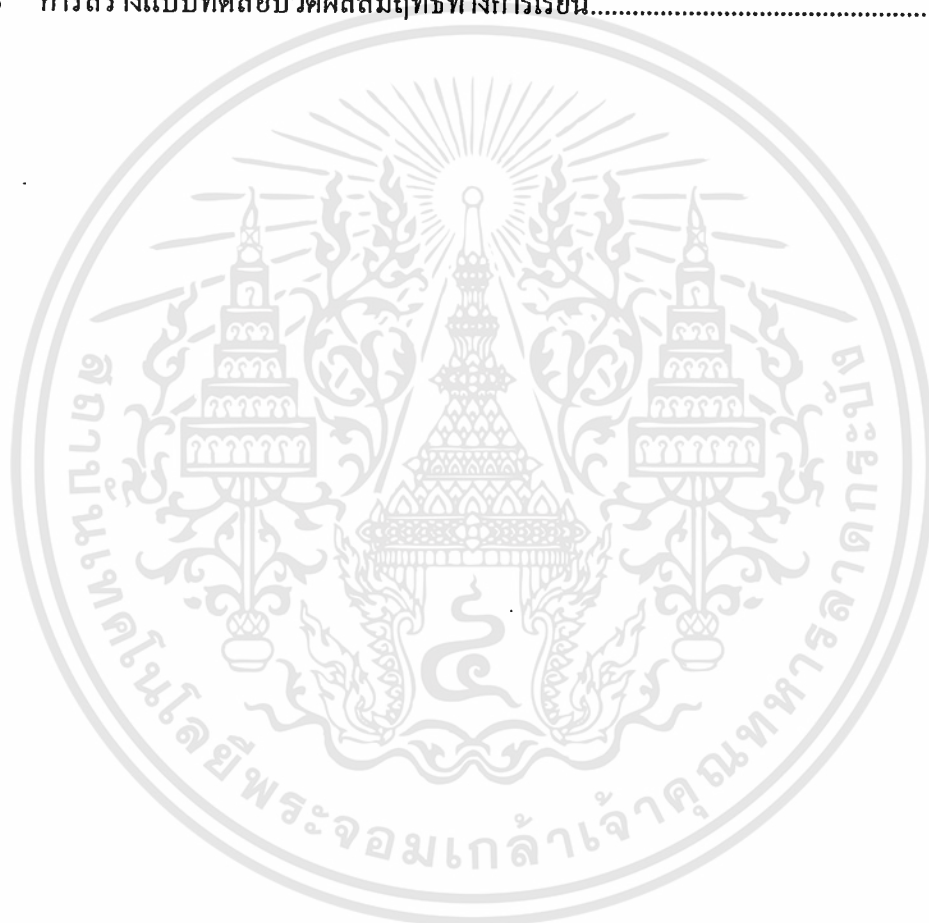 การสร้างแบบทดสอบวัดผลสัมฤทธิ์ทางการเรียน
สถาบันเทคโนโลยีพระจอมเกล้าเจ้าคุณทหารลาดกระบัง